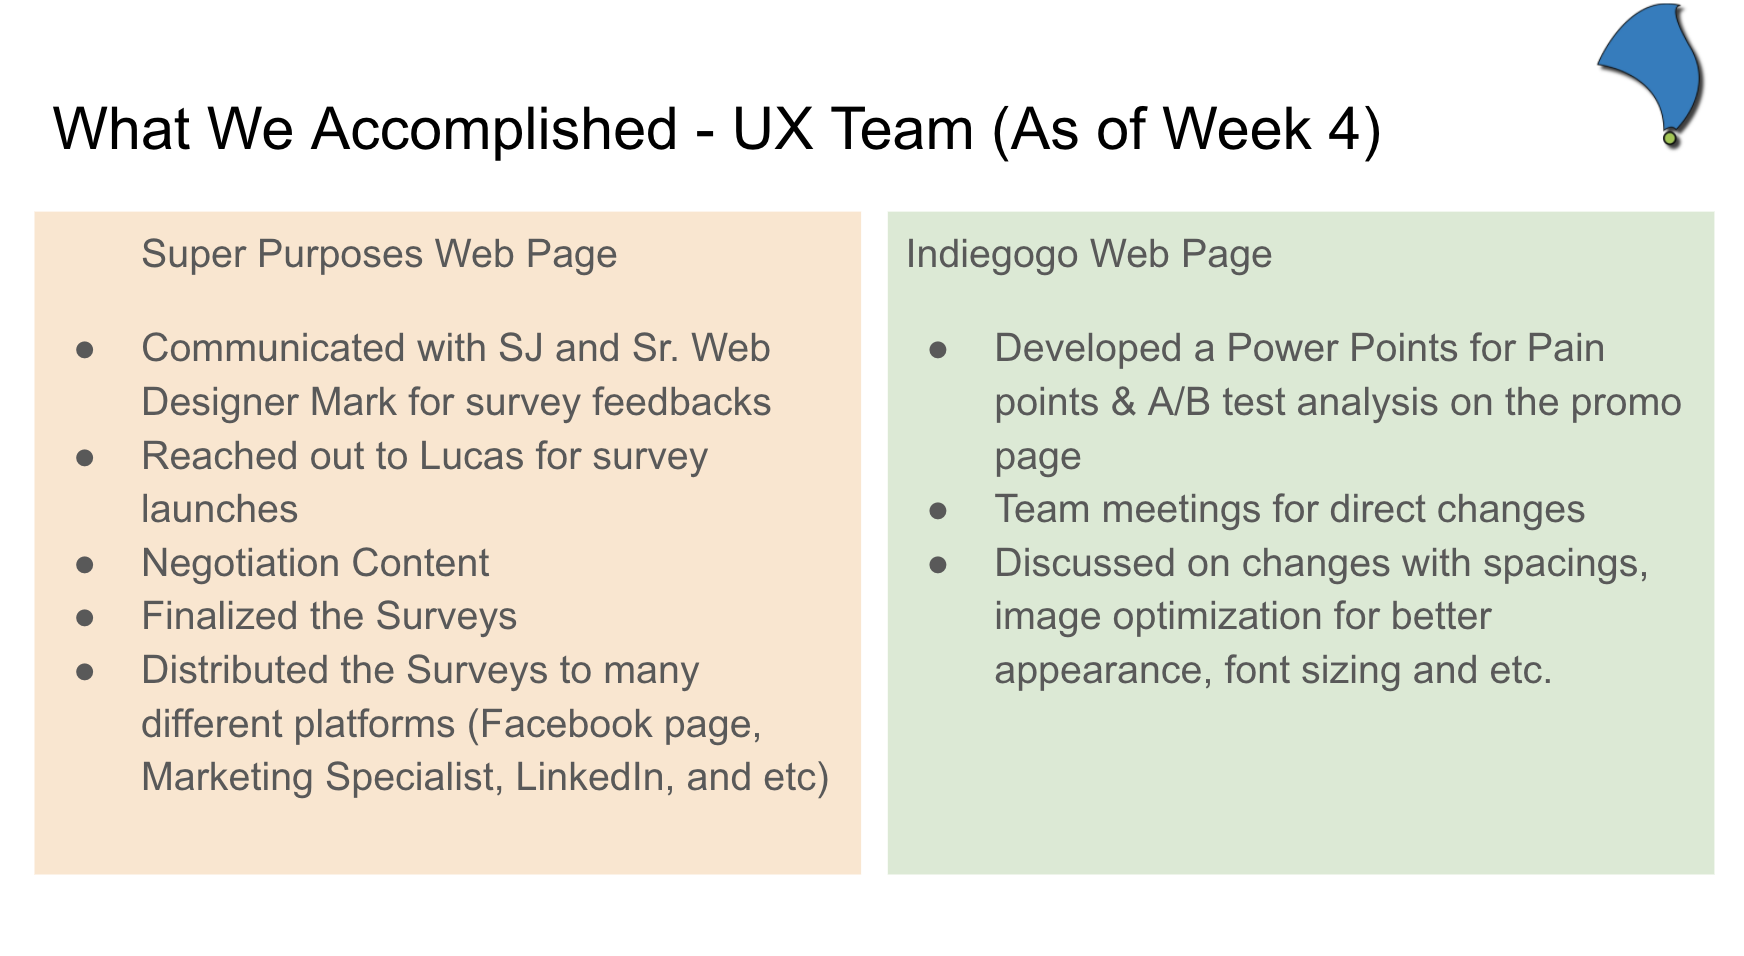 What We Accomplished - UX Team (As of Week 4)
Super Purposes Web Page
● Communicated with SJ and Sr. Web
Designer Mark for survey feedbacks
● Reached out to Lucas for survey
launches
● Negotiation Content
● Finalized the Surveys
● Distributed the Surveys to many
different platforms (Facebook page,
Marketing Specialist, LinkedIn, and etc)
Indiegogo Web Page
● Developed a Power Points for Pain
points & A/B test analysis on the promo
page
● Team meetings for direct changes
● Discussed on changes with spacings,
image optimization for better
appearance, font sizing and etc.